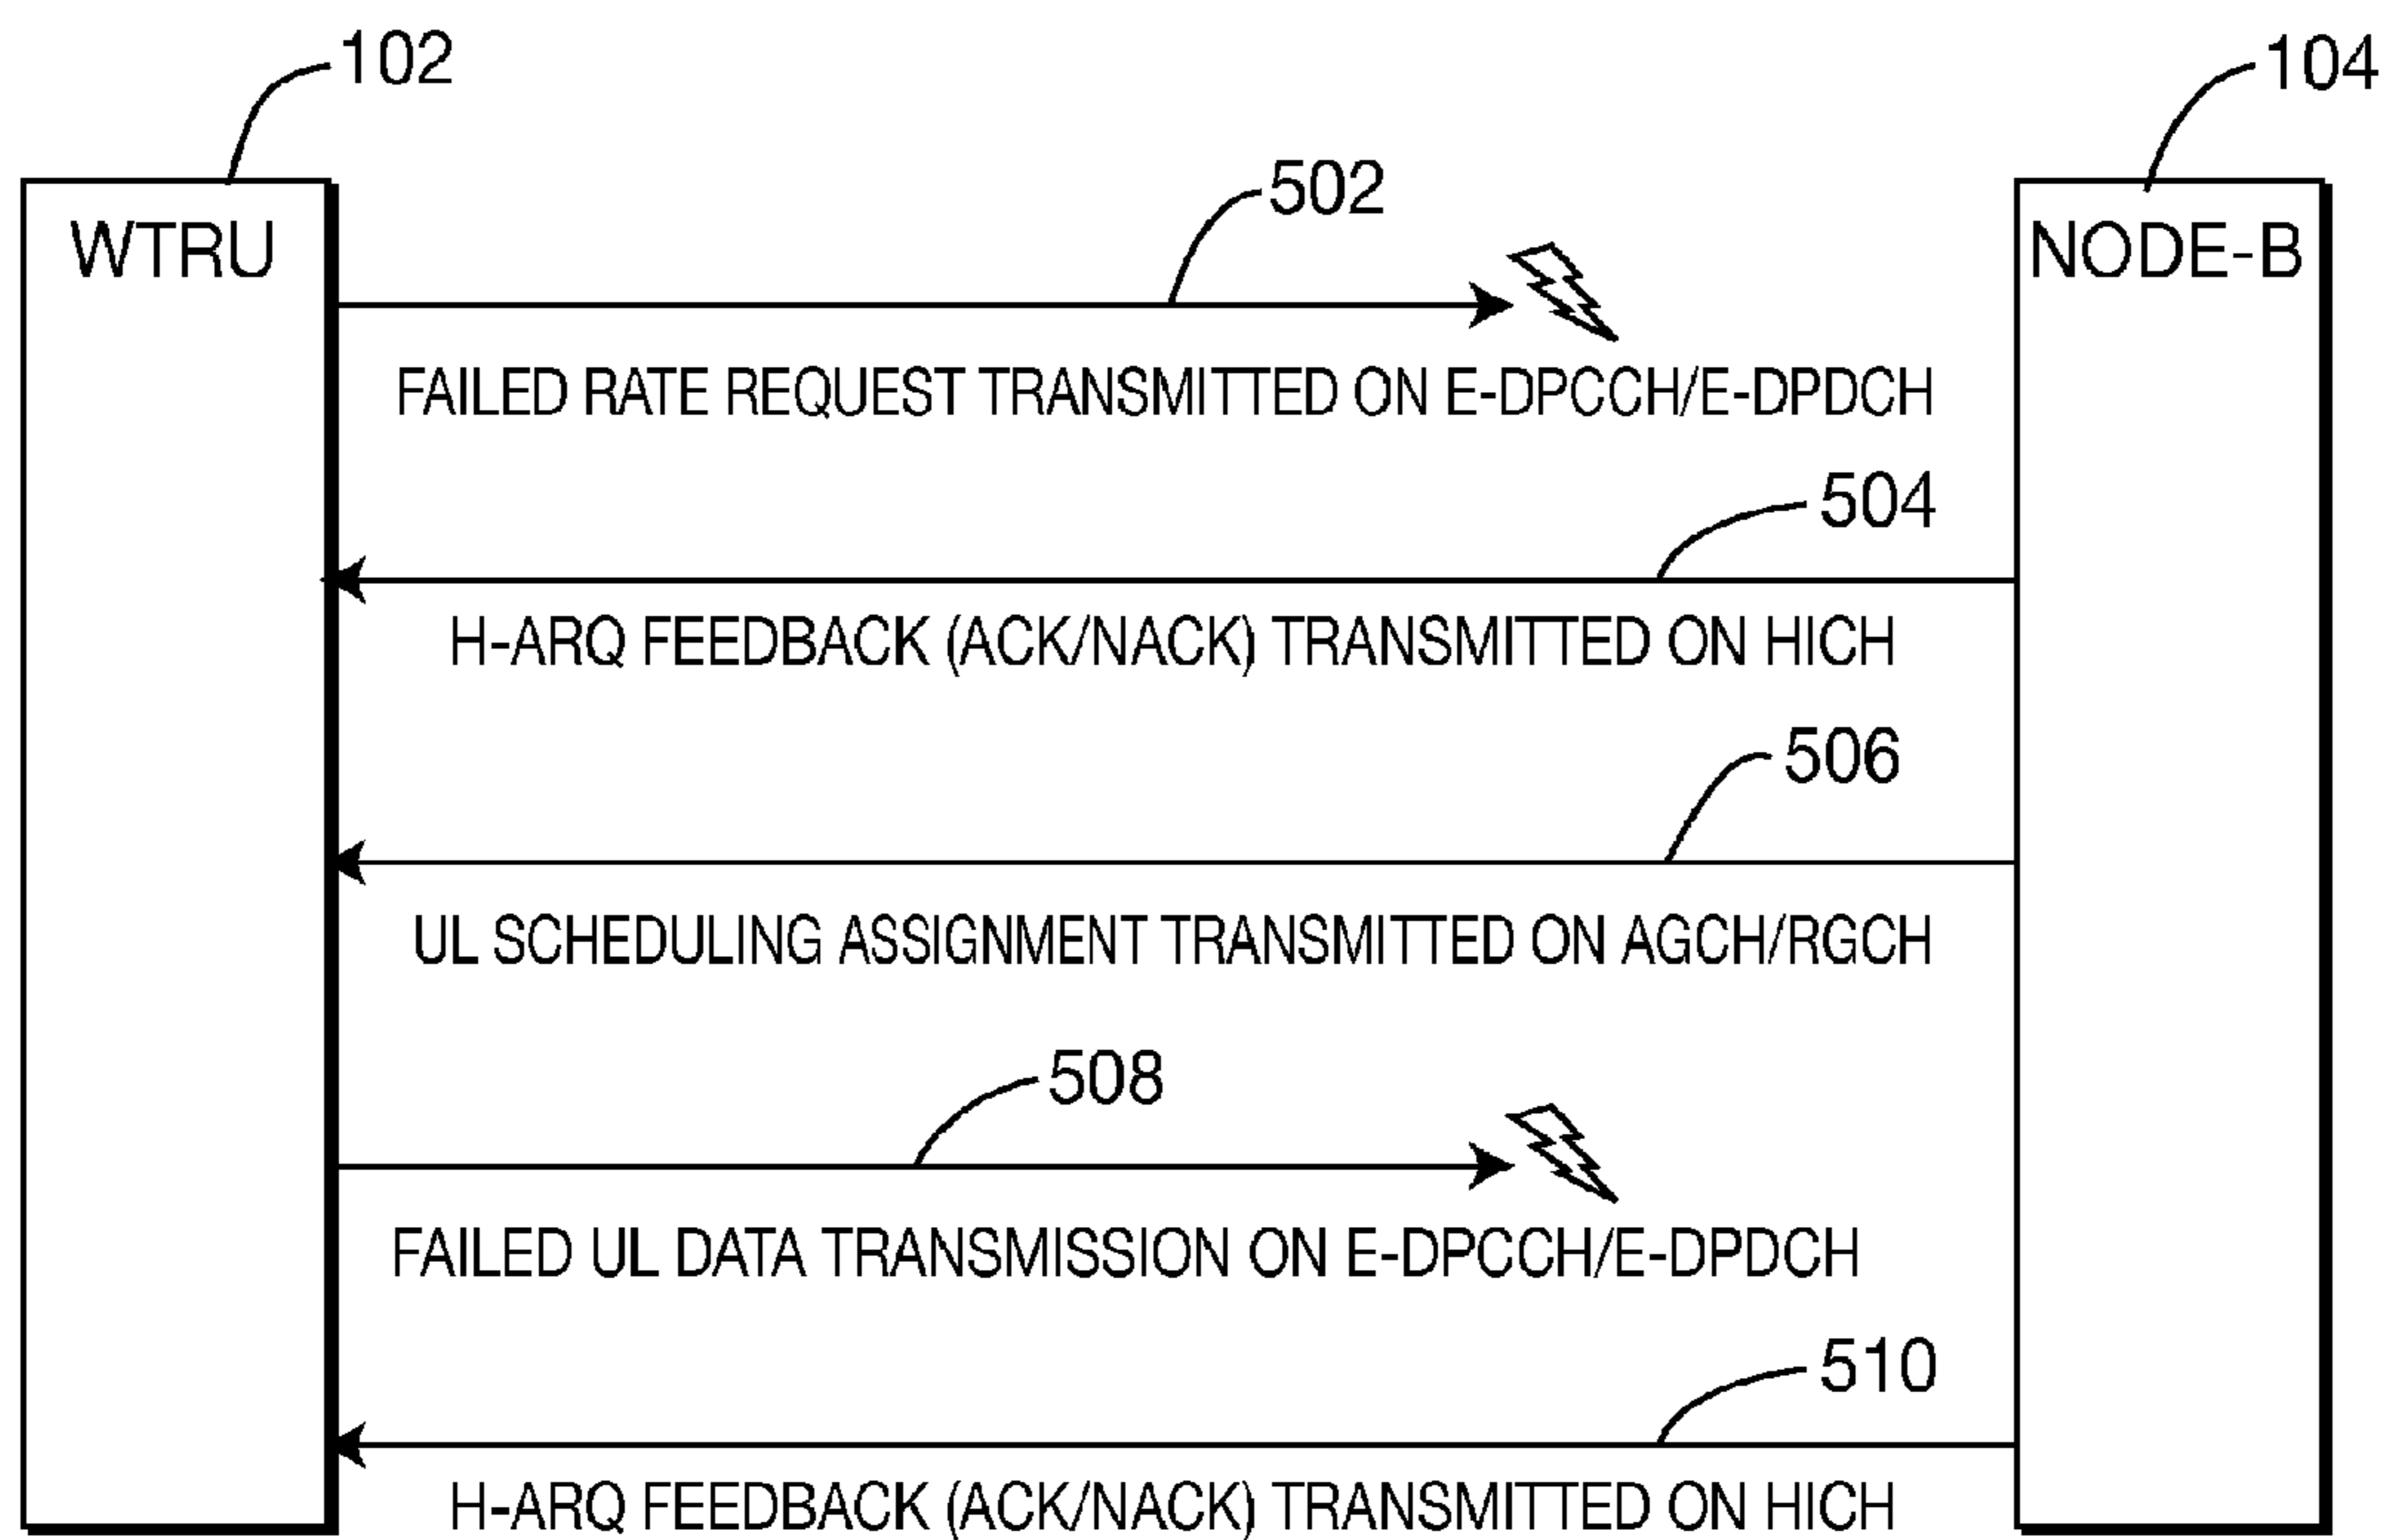 102
104
WTRU
NODE-B
502
FAILED RATE REQUEST TRANSMITTED ON E-DPCCH/E-DPDCH
504
H-ARQ FEEDBACK (ACK/NACK) TRANSMITTED ON HICH
506
UL SCHEDULING ASSIGNMENT TRANSMITTED ON AGCH/RGCH
508
FAILED UL DATA TRANSMISSION ON E-DPCCH/E-DPDCH
510
H-ARQ FEEDBACK (ACK/NACK) TRANSMITTED ON HICH